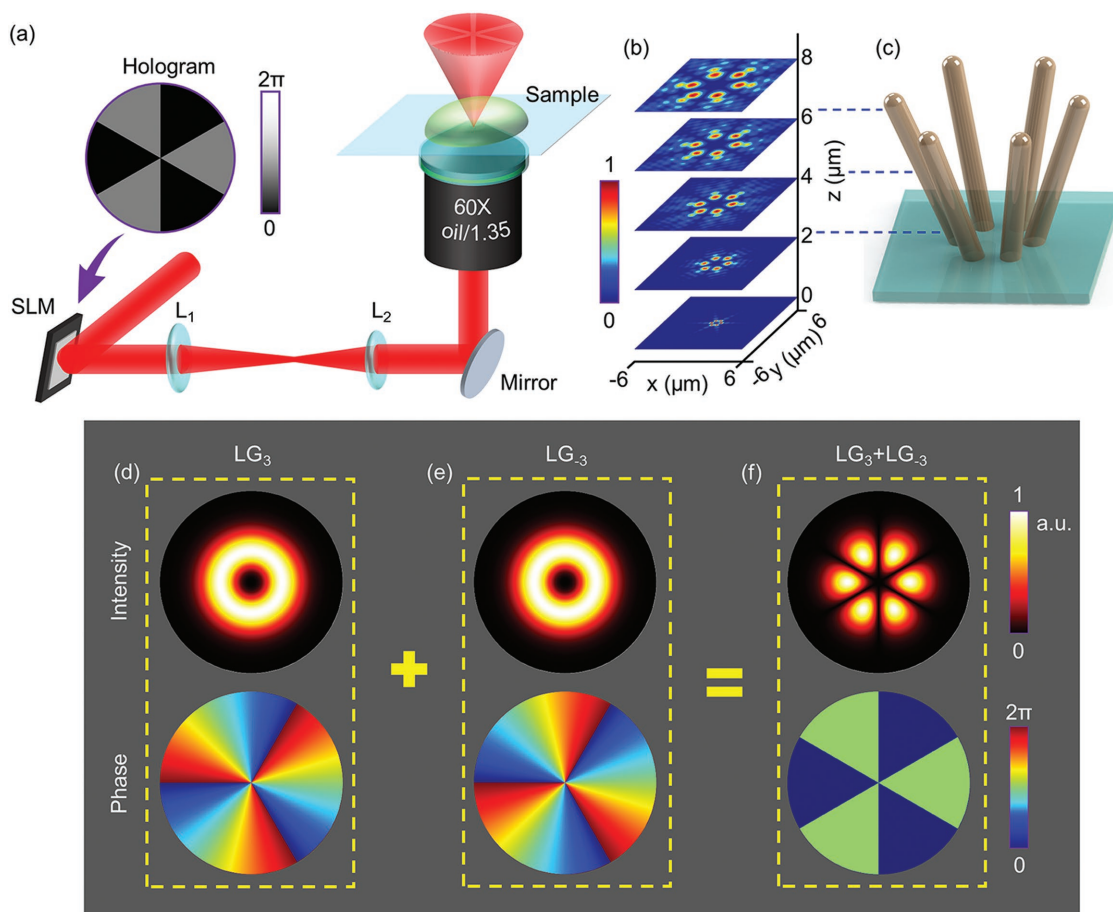 (a)
Hologram
2π
0
Sample
60X
oil/1.35
SLM
L₁
L₂
Mirror
(b)
1
0
8
6
4
2
0
z (μm)
-6
x (μm)
6
-6
y (μm)
6
(c)
(d)
LG₃
(e)
LG₋₃
(f)
LG₃+LG₋₃
Intensity
1
a.u.
0
Phase
2π
0